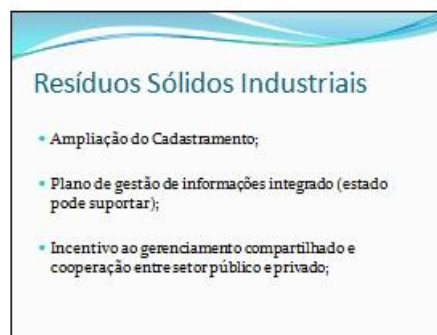 Resíduos Sólidos Industriais
• Ampliação do Cadastramento;
• Plano de gestão de informações integrado (estado
pode suportar);
• Incentivo ao gerenciamento compartilhado e
cooperação entre setor público e privado;